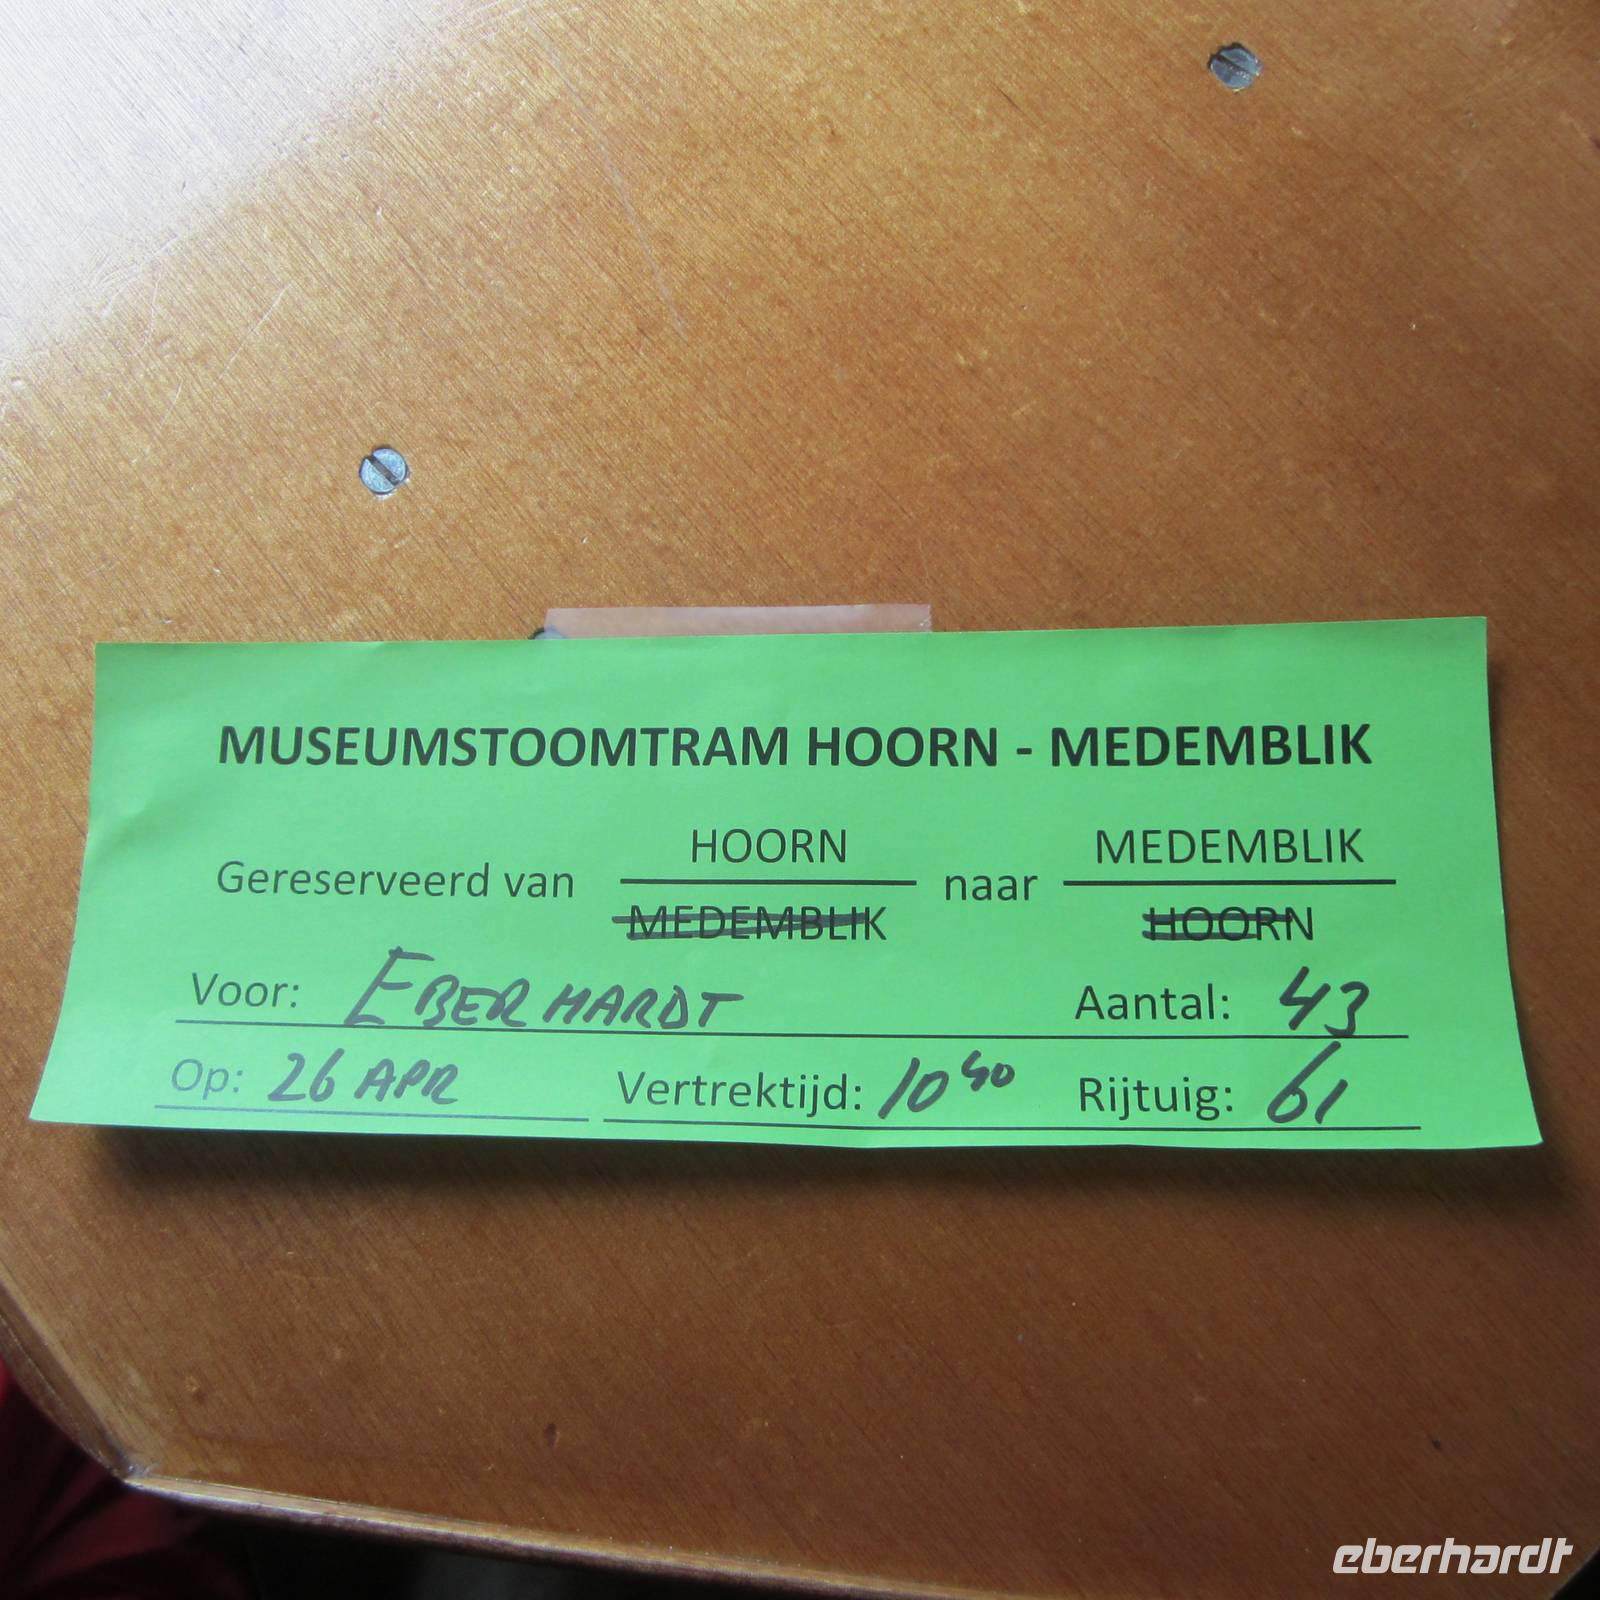 MUSEUMSTOOMTRAM HOORN - MEDEMBLIK
HOORN MEDEMBLIK
Gereserveerd van naar
MEDEMBLIK HOORN
Voor: EBERHARDT Aantal: 43
Op: 26 APR Vertrektijd: 10 40 Rijtuig: 61
eberhardt